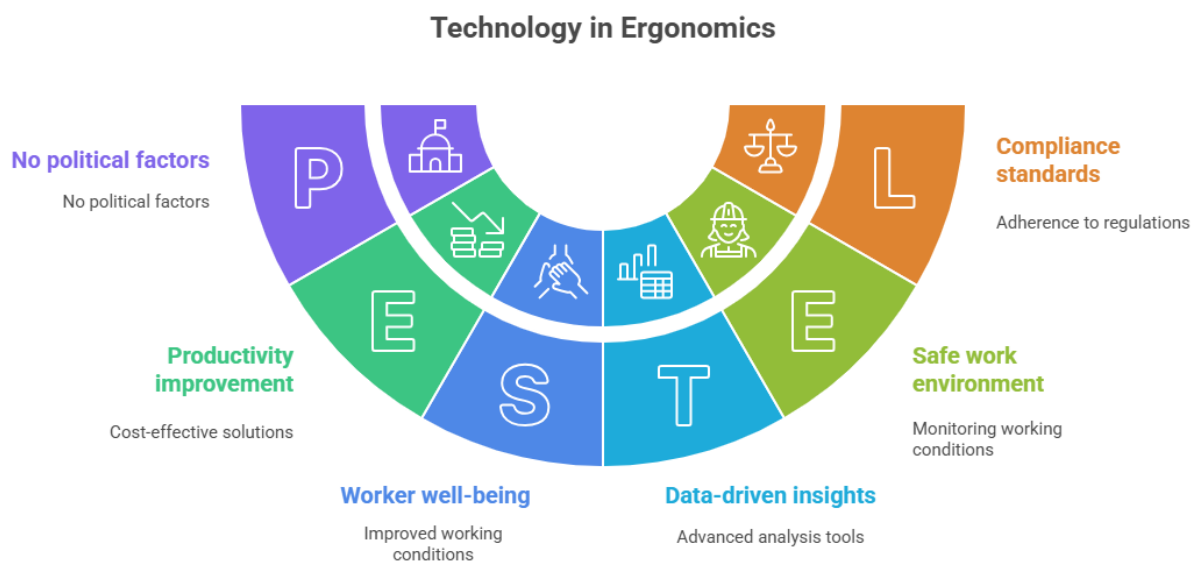 Technology in Ergonomics
P
No political factors
No political factors
E
Productivity
improvement
Cost-effective solutions
S
Worker well-being
Improved working
conditions
T
Data-driven insights
Advanced analysis tools
E
Safe work
environment
Monitoring working
conditions
L
Compliance
standards
Adherence to regulations